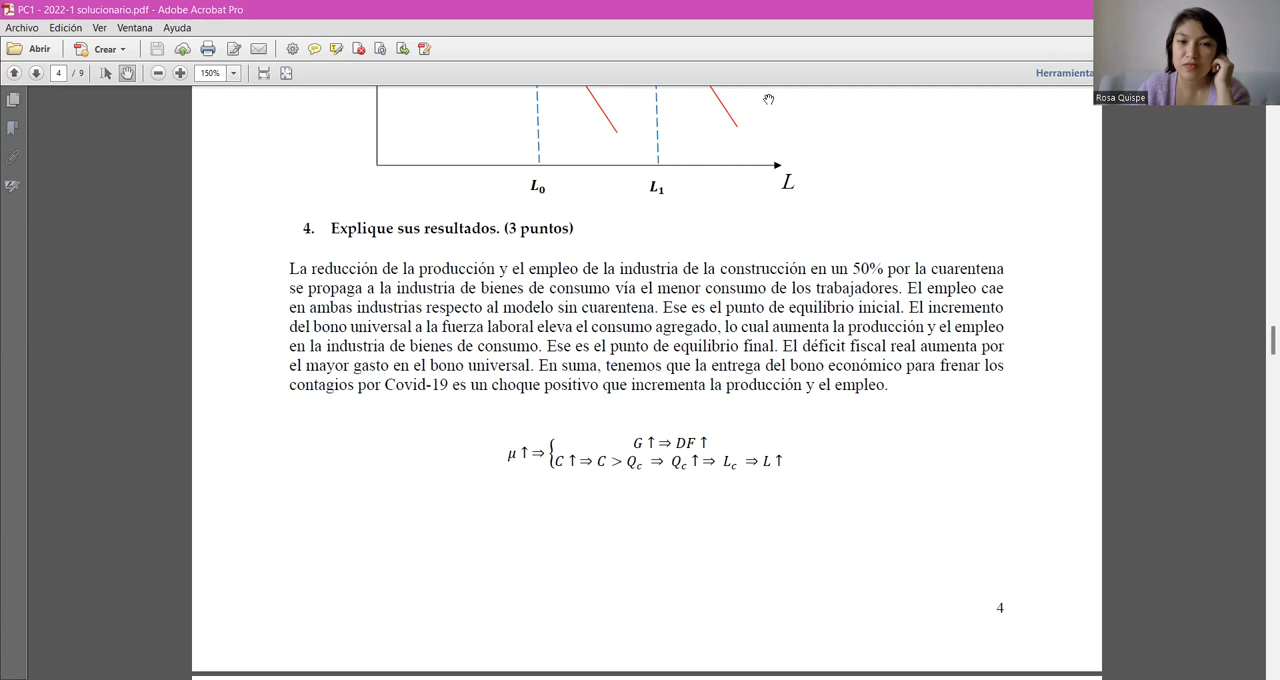 PC1 - 2022-1 solucionario.pdf - Adobe Acrobat Pro
Archivo Edición Ver Ventana Ayuda
Abrir Crear
4 / 9 150% Herramienta
Rosa Quispe
L₀ L₁ L
4. Explique sus resultados. (3 puntos)
La reducción de la producción y el empleo de la industria de la construcción en un 50% por la cuarentena
se propaga a la industria de bienes de consumo vía el menor consumo de los trabajadores. El empleo cae
en ambas industrias respecto al modelo sin cuarentena. Ese es el punto de equilibrio inicial. El incremento
del bono universal a la fuerza laboral eleva el consumo agregado, lo cual aumenta la producción y el empleo
en la industria de bienes de consumo. Ese es el punto de equilibrio final. El déficit fiscal real aumenta por
el mayor gasto en el bono universal. En suma, tenemos que la entrega del bono económico para frenar los
contagios por Covid-19 es un choque positivo que incrementa la producción y el empleo.
G ↑⇒ DF ↑
μ ↑⇒ {C ↑⇒ C > Q_c ⇒ Q_c ↑⇒ L_c ⇒ L ↑
4